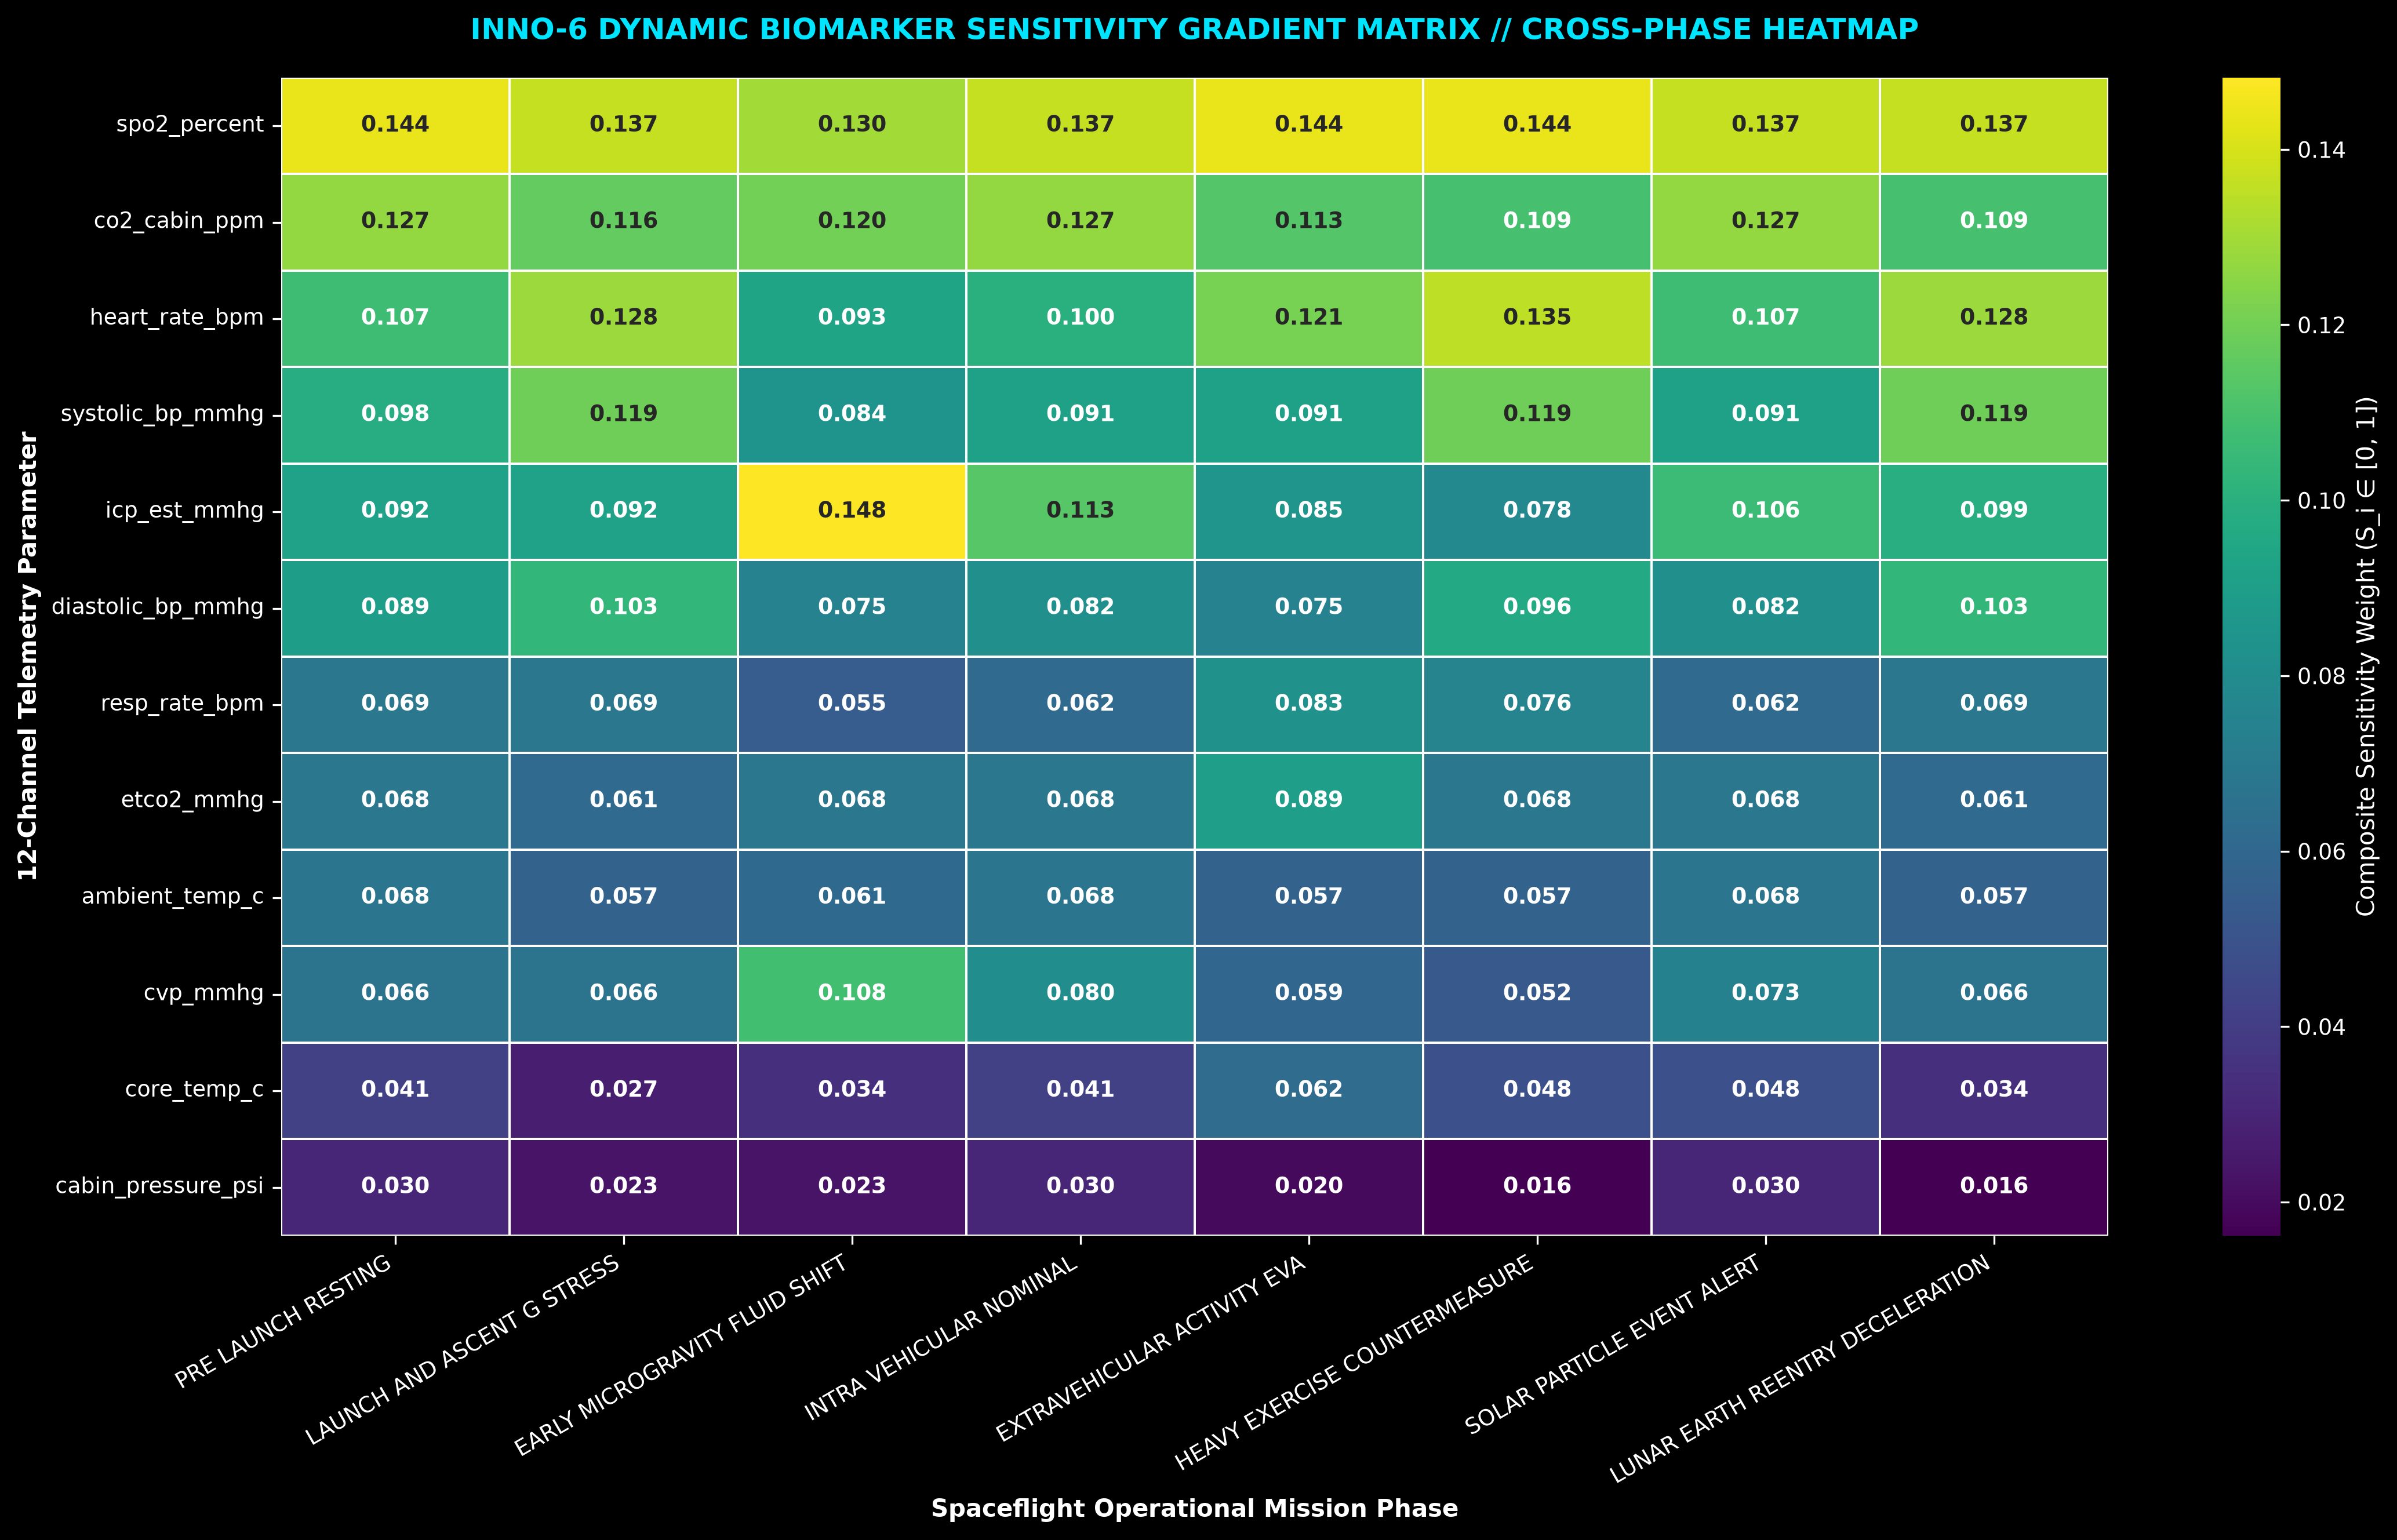 INNO-6 DYNAMIC BIOMARKER SENSITIVITY GRADIENT MATRIX // CROSS-PHASE HEATMAP
12-Channel Telemetry Parameter
spo2_percent 0.144 0.137 0.130 0.137 0.144 0.144 0.137 0.137
co2_cabin_ppm 0.127 0.116 0.120 0.127 0.113 0.109 0.127 0.109
heart_rate_bpm 0.107 0.128 0.093 0.100 0.121 0.135 0.107 0.128
systolic_bp_mmhg 0.098 0.119 0.084 0.091 0.091 0.119 0.091 0.119
icp_est_mmhg 0.092 0.092 0.148 0.113 0.085 0.078 0.106 0.099
diastolic_bp_mmhg 0.089 0.103 0.075 0.082 0.075 0.096 0.082 0.103
resp_rate_bpm 0.069 0.069 0.055 0.062 0.083 0.076 0.062 0.069
etco2_mmhg 0.068 0.061 0.068 0.068 0.089 0.068 0.068 0.061
ambient_temp_c 0.068 0.057 0.061 0.068 0.057 0.057 0.068 0.057
cvp_mmhg 0.066 0.066 0.108 0.080 0.059 0.052 0.073 0.066
core_temp_c 0.041 0.027 0.034 0.041 0.062 0.048 0.048 0.034
cabin_pressure_psi 0.030 0.023 0.023 0.030 0.020 0.016 0.030 0.016
PRE LAUNCH RESTING
LAUNCH AND ASCENT G STRESS
EARLY MICROGRAVITY FLUID SHIFT
INTRA VEHICULAR NOMINAL
EXTRAVEHICULAR ACTIVITY EVA
HEAVY EXERCISE COUNTERMEASURE
SOLAR PARTICLE EVENT ALERT
LUNAR EARTH REENTRY DECELERATION
Spaceflight Operational Mission Phase
0.14
0.12
0.10
0.08
0.06
0.04
0.02
Composite Sensitivity Weight (S_i ∈ [0, 1])